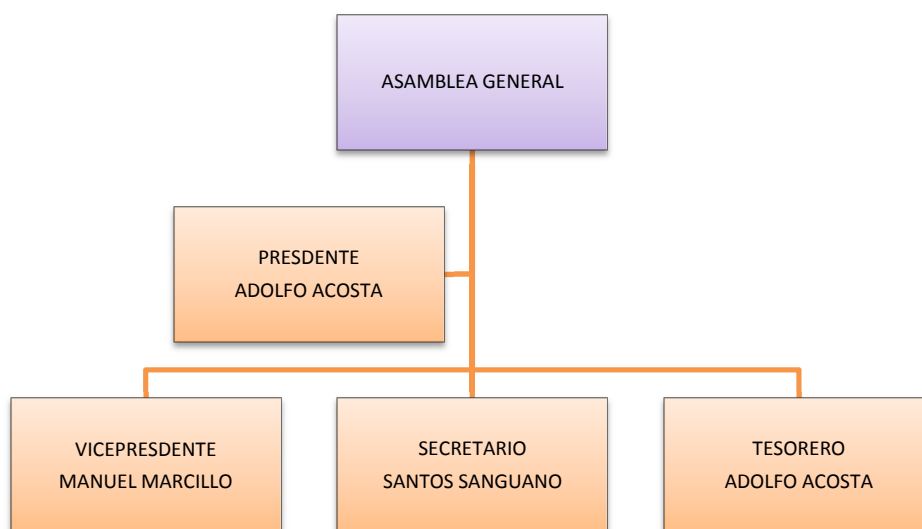 ASAMBLEA GENERAL
PRESDENTE
ADOLFO ACOSTA
VICEPRESDENTE
MANUEL MARCILLO
SECRETARIO
SANTOS SANGUANO
TESORERO
ADOLFO ACOSTA